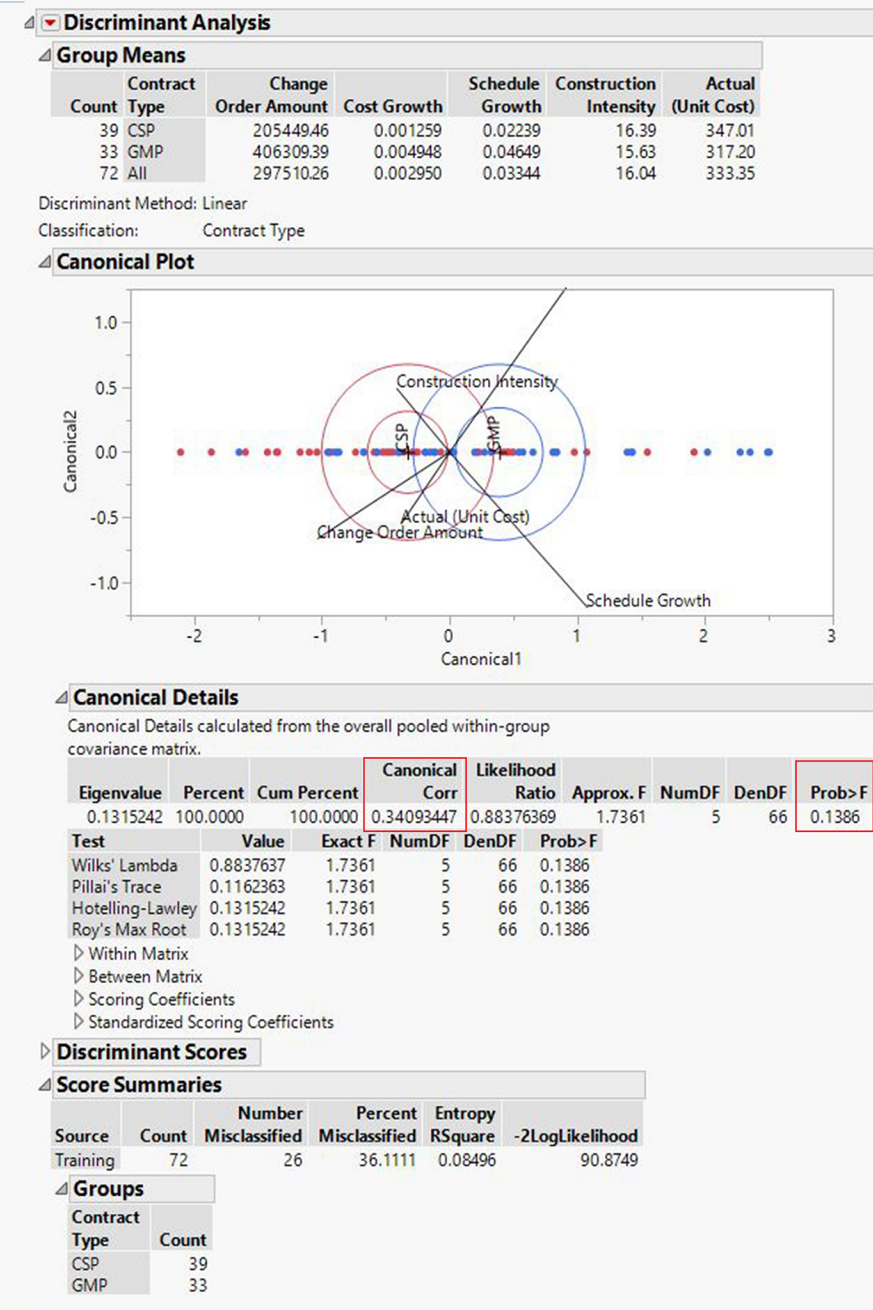 Discriminant Analysis
Group Means
Contract Change Schedule Construction Actual
Count Type Order Amount Cost Growth Growth Intensity (Unit Cost)
39 CSP 205449.46 0.001259 0.02239 16.39 347.01
33 GMP 406309.39 0.004948 0.04649 15.63 317.20
72 All 297510.26 0.002950 0.03344 16.04 333.35
Discriminant Method: Linear
Classification: Contract Type
Canonical Plot
1.0
0.5
0.0
-0.5
-1.0
Canonical2
Construction Intensity
CSP
GMP
Actual (Unit Cost)
Change Order Amount
Schedule Growth
-2 -1 0 1 2 3
Canonical1
Canonical Details
Canonical Details calculated from the overall pooled within-group
covariance matrix.
Canonical Likelihood
Eigenvalue Percent Cum Percent Corr Ratio Approx. F NumDF DenDF Prob>F
0.1315242 100.0000 100.0000 0.34093447 0.88376369 1.7361 5 66 0.1386
Test Value Exact F NumDF DenDF Prob>F
Wilks' Lambda 0.8837637 1.7361 5 66 0.1386
Pillai's Trace 0.1162363 1.7361 5 66 0.1386
Hotelling-Lawley 0.1315242 1.7361 5 66 0.1386
Roy's Max Root 0.1315242 1.7361 5 66 0.1386
Within Matrix
Between Matrix
Scoring Coefficients
Standardized Scoring Coefficients
Discriminant Scores
Score Summaries
Number Percent Entropy
Source Count Misclassified Misclassified RSquare -2LogLikelihood
Training 72 26 36.1111 0.08496 90.8749
Groups
Contract
Type Count
CSP 39
GMP 33